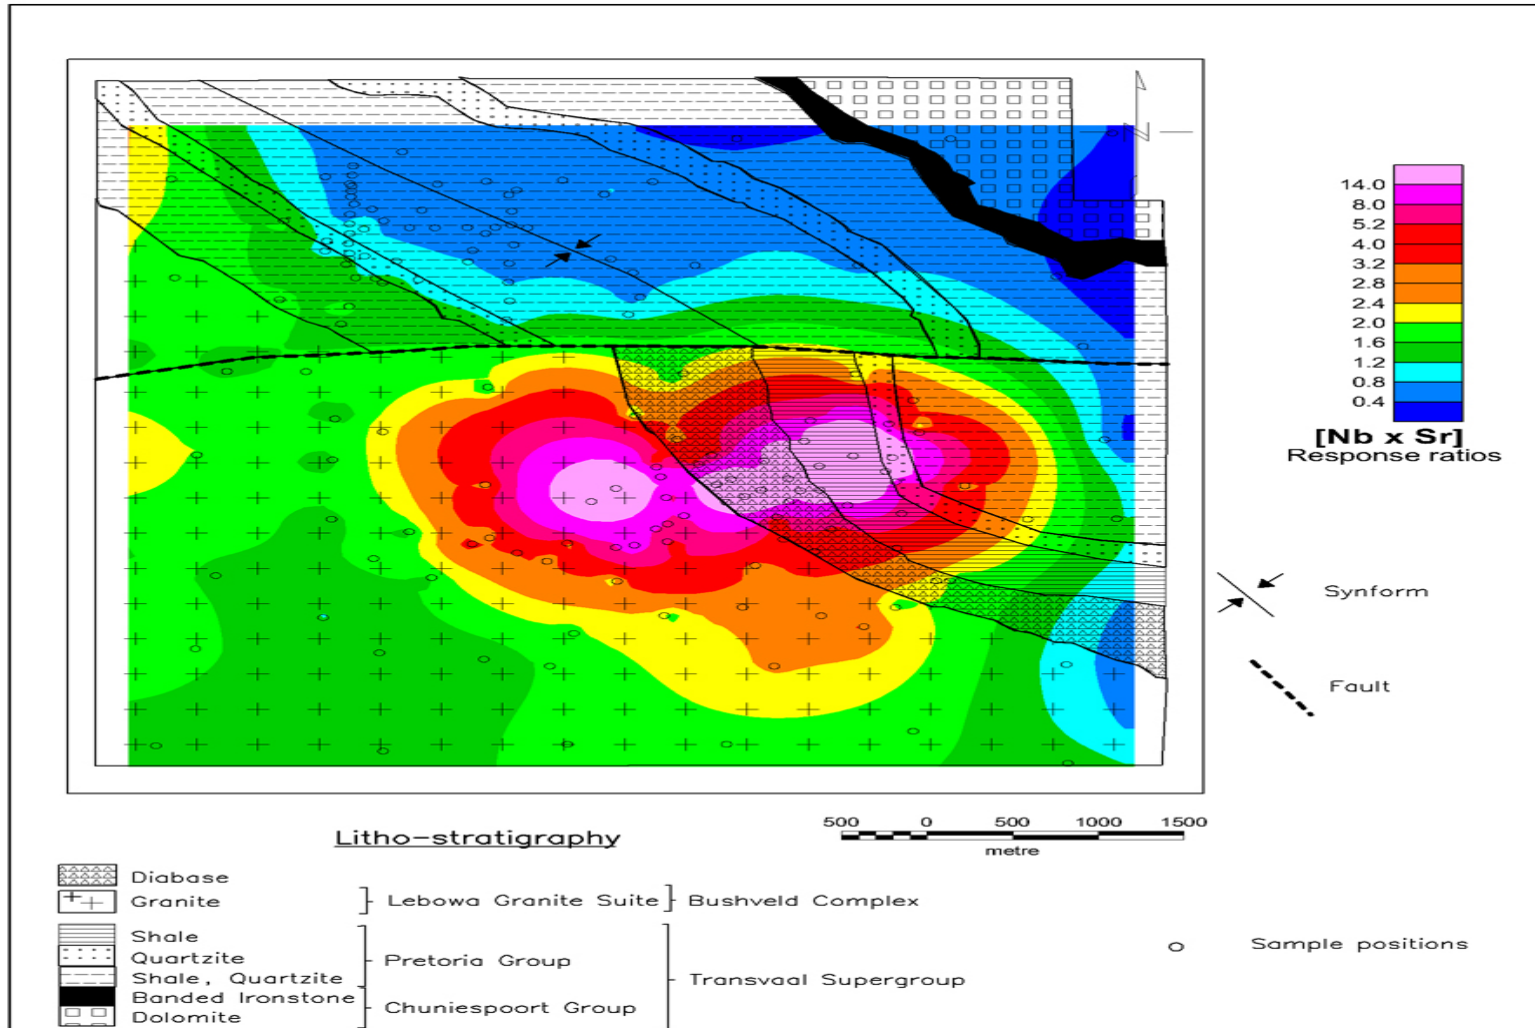 N
14.0
8.0
5.2
4.0
3.2
2.8
2.4
2.0
1.6
1.2
0.8
0.4
[Nb x Sr]
Response ratios
Synform
Fault
500 0 500 1000 1500
metre
Litho-stratigraphy
Diabase
Granite Lebowa Granite Suite Bushveld Complex
Shale
Quartzite Pretoria Group
Shale, Quartzite Transvaal Supergroup
Banded Ironstone Chuniespoort Group
Dolomite
Sample positions